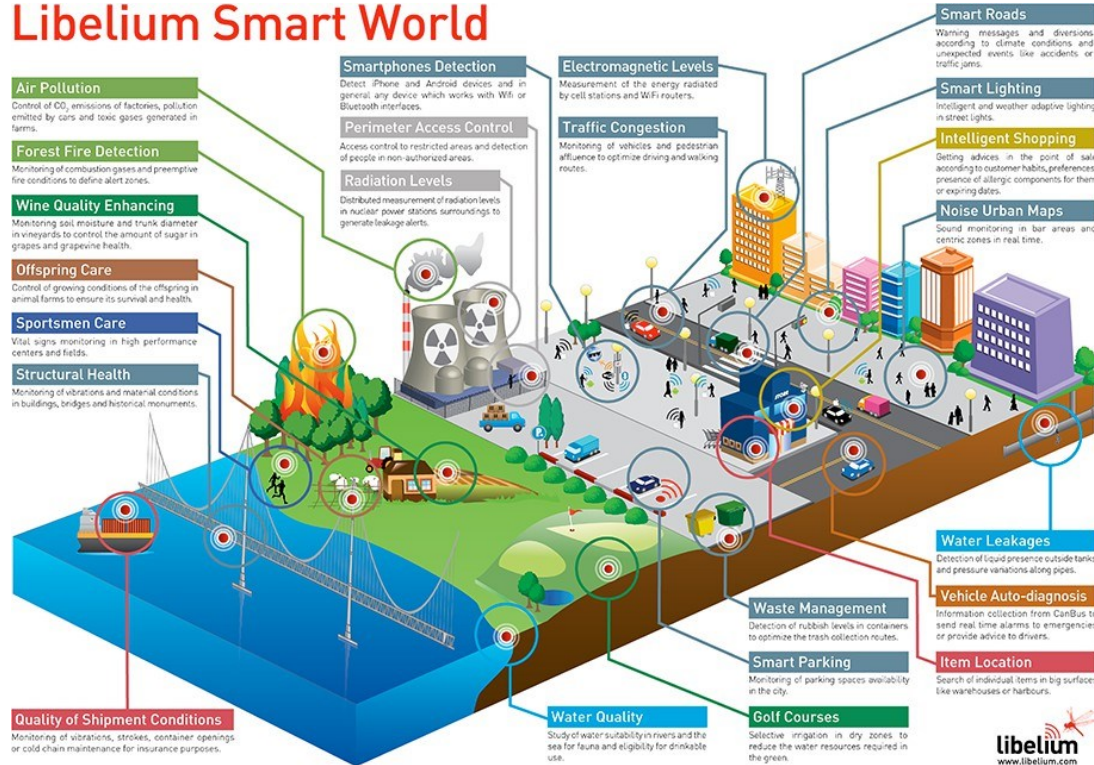 Libelium Smart World
Air Pollution
Control of CO₂ emissions of factories, pollution
emitted by cars and toxic gases generated in
farms.
Forest Fire Detection
Monitoring of combustion gases and preemptive
fire conditions to define alert zones.
Wine Quality Enhancing
Monitoring soil moisture and trunk diameter
in vineyards to control the amount of sugar in
grapes and grapevine health.
Offspring Care
Control of growing conditions of the offspring in
animal farms to ensure its survival and health.
Sportsmen Care
Vital signs monitoring in high performance
centers and fields.
Structural Health
Monitoring of vibrations and material conditions
in buildings, bridges and historical monuments.
Quality of Shipment Conditions
Monitoring of vibrations, strokes, container openings
or cold chain maintenance for insurance purposes.
Smartphones Detection
Detect iPhone and Android devices and in
general any device which works with Wifi or
Bluetooth interfaces.
Perimeter Access Control
Access control to restricted areas and detection
of people in non-authorized areas.
Radiation Levels
Distributed measurement of radiation levels
in nuclear power stations surroundings to
generate leakage alerts.
Electromagnetic Levels
Measurement of the energy radiated
by cell stations and WiFi routers.
Traffic Congestion
Monitoring of vehicles and pedestrian
affluence to optimize driving and walking
routes.
Smart Roads
Warning messages and diversions
according to climate conditions and
unexpected events like accidents or
traffic jams.
Smart Lighting
Intelligent and weather adaptive lighting
in street lights.
Intelligent Shopping
Getting advices in the point of sale
according to customer habits, preferences,
presence of allergic components for them
or expiring dates.
Noise Urban Maps
Sound monitoring in bar areas and
centric zones in real time.
STORE
P
Water Leakages
Detection of liquid presence outside tanks
and pressure variations along pipes.
Vehicle Auto-diagnosis
Information collection from CanBus to
send real time alarms to emergencies
or provide advice to drivers.
Item Location
Search of individual items in big surfaces
like warehouses or harbours.
Waste Management
Detection of rubbish levels in containers
to optimize the trash collection routes.
Smart Parking
Monitoring of parking spaces availability
in the city.
Golf Courses
Selective irrigation in dry zones to
reduce the water resources required in
the green.
Water Quality
Study of water suitability in rivers and the
sea for fauna and eligibility for drinkable
use.
libelium
www.libelium.com